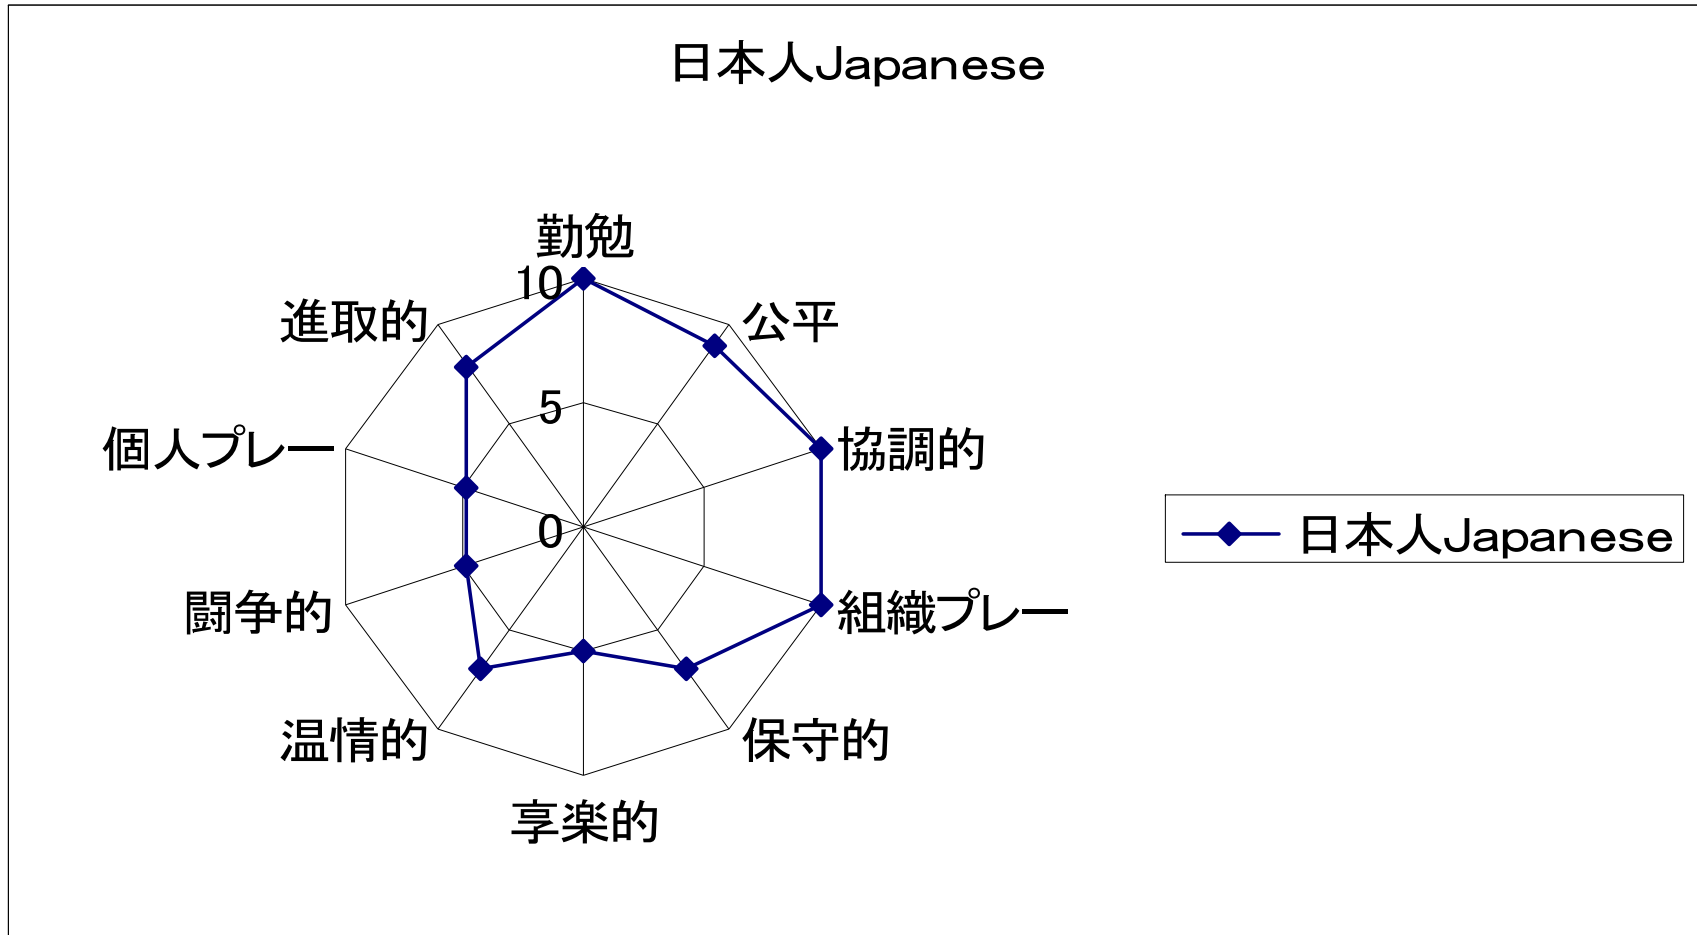 日本人Japanese
勤勉
10
公平
進取的
5
個人プレー
協調的
0
日本人Japanese
闘争的
組織プレー
温情的
保守的
享楽的